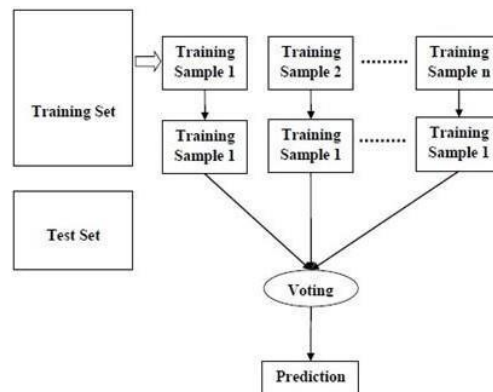 Training
Sample 1
Training
Sample 2
Training
Sample n
Training Set
Training
Sample 1
Training
Sample 1
Training
Sample 1
Test Set
Voting
Prediction